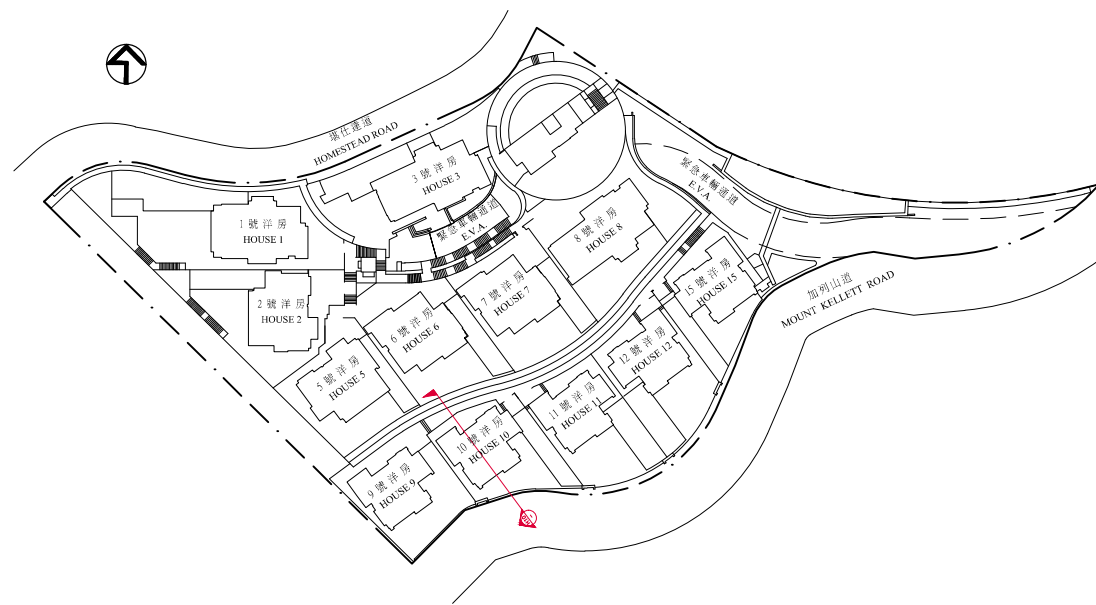 堪仕達道
HOMESTEAD ROAD
3 號洋房
HOUSE 3
緊急車輛通道
E.V.A.
緊急車輛通道
E.V.A.
1 號洋房
HOUSE 1
8 號洋房
HOUSE 8
2 號洋房
HOUSE 2
7 號洋房
HOUSE 7
15 號洋房
HOUSE 15
加列山道
MOUNT KELLETT ROAD
6 號洋房
HOUSE 6
12 號洋房
HOUSE 12
5 號洋房
HOUSE 5
11 號洋房
HOUSE 11
10 號洋房
HOUSE 10
9 號洋房
HOUSE 9